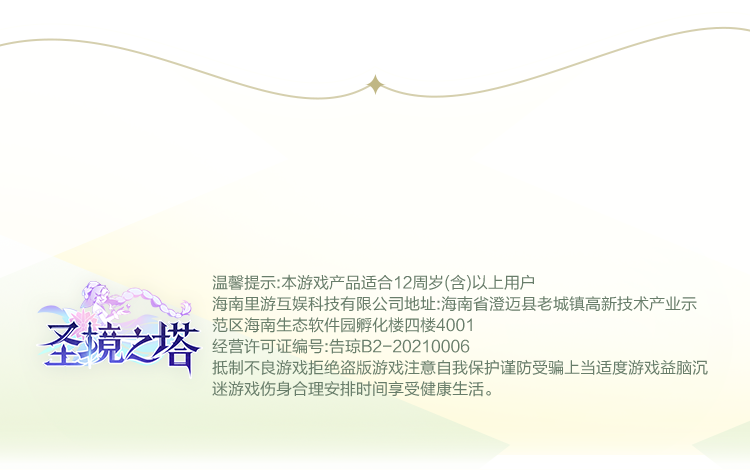 温馨提示:本游戏产品适合12周岁(含)以上用户
海南里游互娱科技有限公司地址:海南省澄迈县老城镇高新技术产业示
范区海南生态软件园孵化楼四楼4001
经营许可证编号:告琼B2-20210006
抵制不良游戏拒绝盗版游戏注意自我保护谨防受骗上当适度游戏益脑沉
迷游戏伤身合理安排时间享受健康生活。
圣境之塔